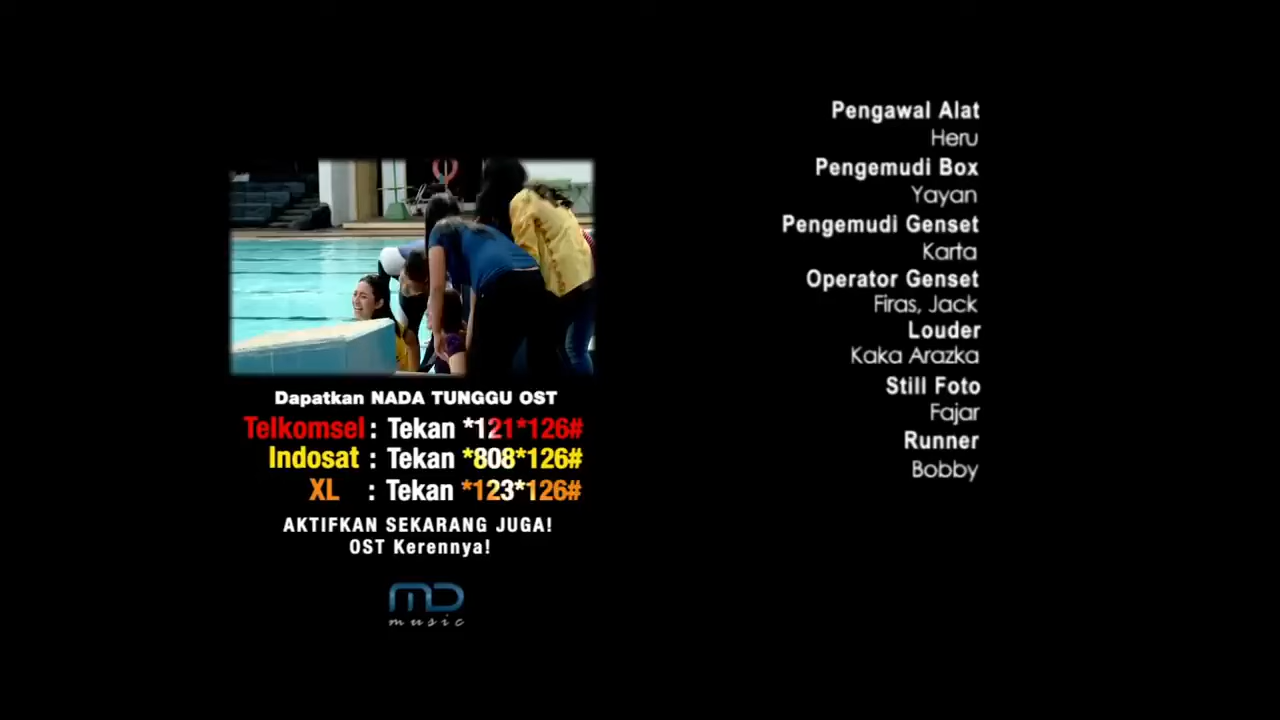 Dapatkan NADA TUNGGU OST
Telkomsel : Tekan *121*126#
Indosat : Tekan *808*126#
XL : Tekan *123*126#
AKTIFKAN SEKARANG JUGA!
OST Kerennya!
MD
music
Pengawal Alat
Heru
Pengemudi Box
Yayan
Pengemudi Genset
Karta
Operator Genset
Firas, Jack
Louder
Kaka Arazka
Still Foto
Fajar
Runner
Bobby